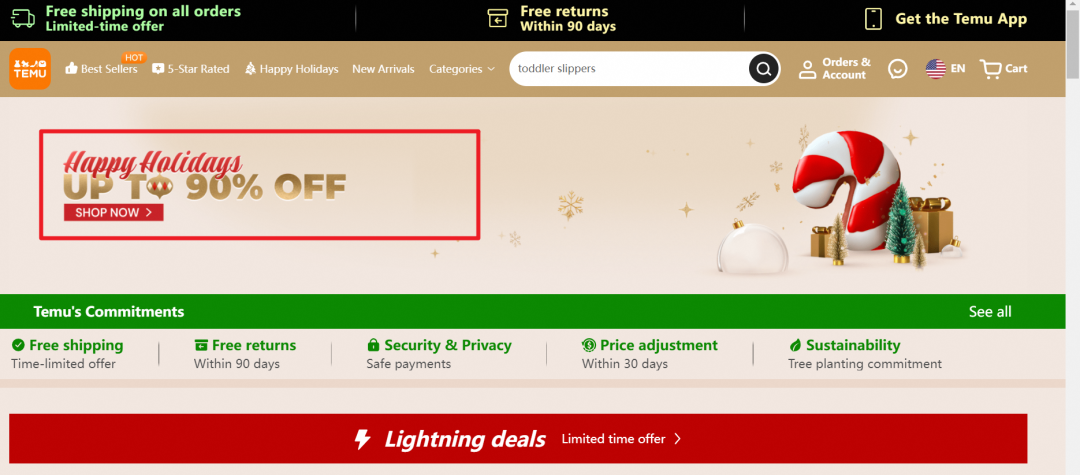 Free shipping on all orders
Limited-time offer
Free returns
Within 90 days
Get the Temu App
TEMU
Best Sellers
HOT
5-Star Rated
Happy Holidays
New Arrivals
Categories
toddler slippers
Orders &
Account
EN
Cart
Happy Holidays
UP TO 90% OFF
SHOP NOW >
Temu's Commitments
See all
Free shipping
Time-limited offer
Free returns
Within 90 days
Security & Privacy
Safe payments
Price adjustment
Within 30 days
Sustainability
Tree planting commitment
Lightning deals
Limited time offer >